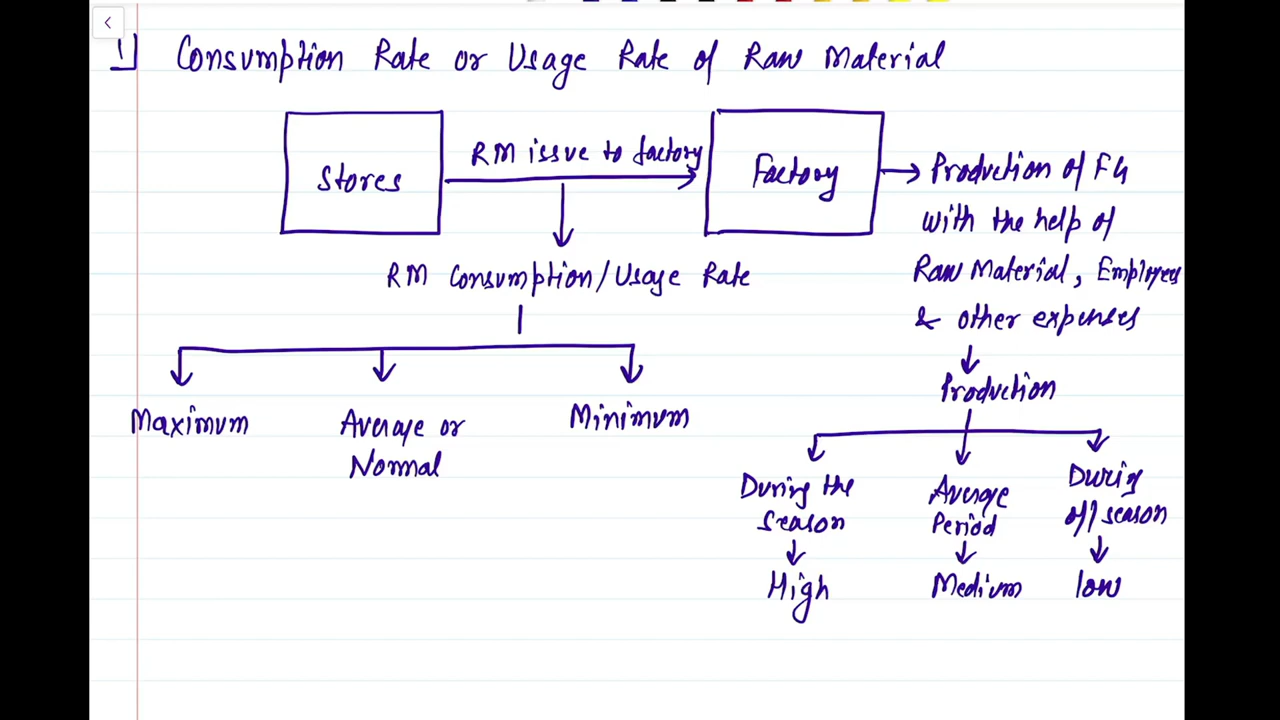 1) Consumption Rate or Usage Rate of Raw Material
Stores
RM issue to factory
Factory
Production of FG
with the help of
Raw Material, Employees
& other expenses
RM Consumption/Usage Rate
Maximum
Average or
Normal
Minimum
Production
During the
season
High
Average
Period
Medium
During
off season
low